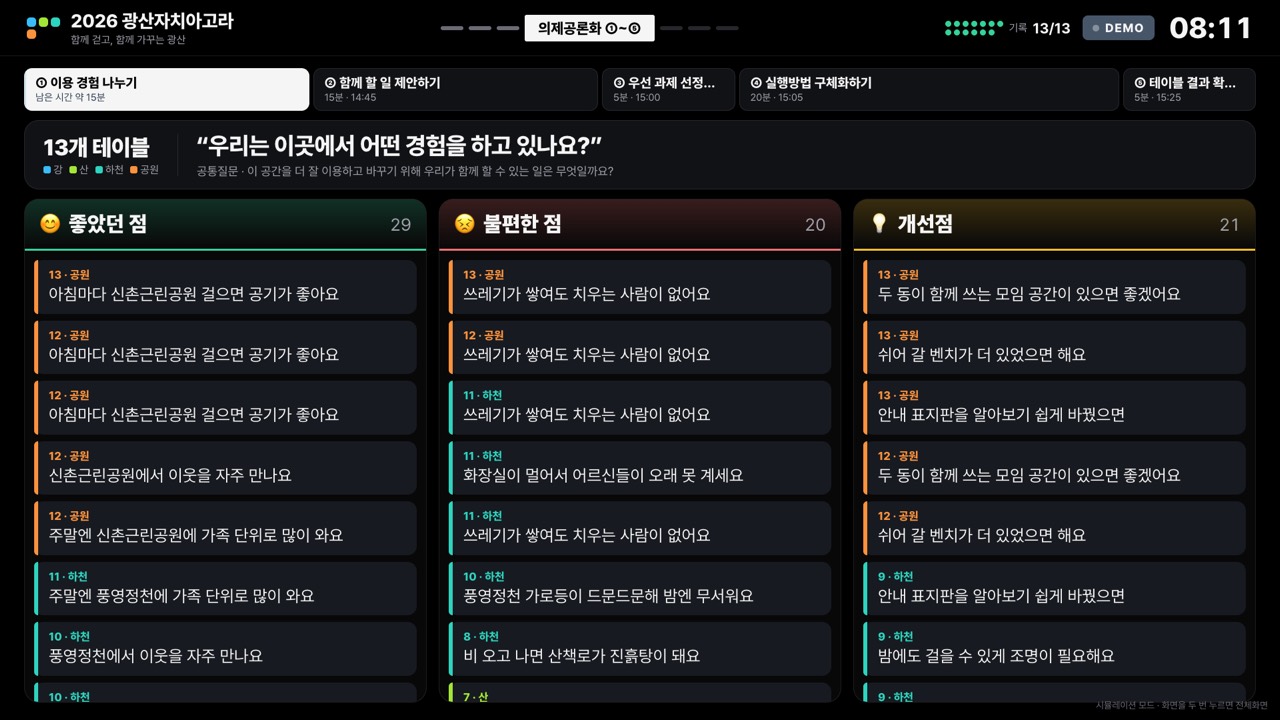 2026 광산자치아고라
함께 걷고, 함께 가꾸는 광산
의제공론화 ①~⑤
기록 13/13
DEMO
08:11
① 이용 경험 나누기
남은 시간 약 15분
② 함께 할 일 제안하기
15분 · 14:45
③ 우선 과제 선정...
5분 · 15:00
④ 실행방법 구체화하기
20분 · 15:05
⑤ 테이블 결과 확...
5분 · 15:25
13개 테이블
강 산 하천 공원
“우리는 이곳에서 어떤 경험을 하고 있나요?”
공통질문 · 이 공간을 더 잘 이용하고 바꾸기 위해 우리가 함께 할 수 있는 일은 무엇일까요?
😊 좋았던 점 29
13 · 공원
아침마다 신촌근린공원 걸으면 공기가 좋아요
12 · 공원
아침마다 신촌근린공원 걸으면 공기가 좋아요
12 · 공원
아침마다 신촌근린공원 걸으면 공기가 좋아요
12 · 공원
신촌근린공원에서 이웃을 자주 만나요
12 · 공원
주말엔 신촌근린공원에 가족 단위로 많이 와요
11 · 하천
주말엔 풍영정천에 가족 단위로 많이 와요
10 · 하천
풍영정천에서 이웃을 자주 만나요
10 · 하천
😣 불편한 점 20
13 · 공원
쓰레기가 쌓여도 치우는 사람이 없어요
12 · 공원
쓰레기가 쌓여도 치우는 사람이 없어요
11 · 하천
쓰레기가 쌓여도 치우는 사람이 없어요
11 · 하천
화장실이 멀어서 어르신들이 오래 못 계세요
11 · 하천
쓰레기가 쌓여도 치우는 사람이 없어요
10 · 하천
풍영정천 가로등이 드문드문해 밤엔 무서워요
8 · 하천
비 오고 나면 산책로가 진흙탕이 돼요
7 · 산
💡 개선점 21
13 · 공원
두 동이 함께 쓰는 모임 공간이 있으면 좋겠어요
13 · 공원
쉬어 갈 벤치가 더 있었으면 해요
13 · 공원
안내 표지판을 알아보기 쉽게 바꿨으면
12 · 공원
두 동이 함께 쓰는 모임 공간이 있으면 좋겠어요
12 · 공원
쉬어 갈 벤치가 더 있었으면 해요
9 · 하천
안내 표지판을 알아보기 쉽게 바꿨으면
9 · 하천
밤에도 걸을 수 있게 조명이 필요해요
9 · 하천
시뮬레이션 모드 · 화면을 두 번 누르면 전체화면